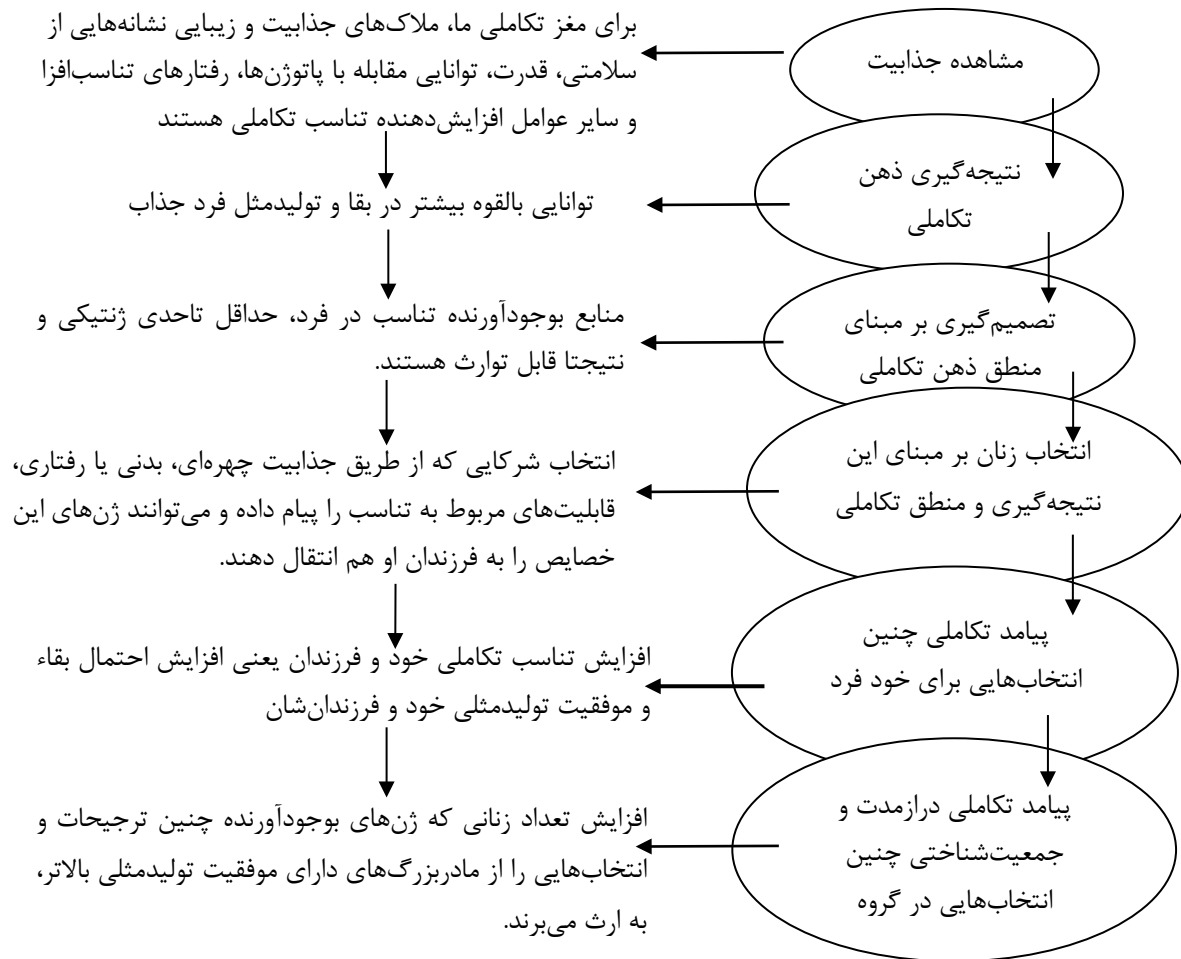 مشاهده جذابیت
برای مغز تکاملی ما، ملاک‌های جذابیت و زیبایی نشانه‌هایی از
سلامتی، قدرت، توانایی مقابله با پاتوژن‌ها، رفتارهای تناسب‌افزا
و سایر عوامل افزایش‌دهنده تناسب تکاملی هستند
نتیجه‌گیری ذهن
تکاملی
توانایی بالقوه بیشتر در بقا و تولیدمثل فرد جذاب
تصمیم‌گیری بر مبنای
منطق ذهن تکاملی
منابع بوجودآورنده تناسب در فرد، حداقل تاحدی ژنتیکی و
نتیجتا قابل توارث هستند.
انتخاب زنان بر مبنای این
نتیجه‌گیری و منطق تکاملی
انتخاب شرکایی که از طریق جذابیت چهره‌ای، بدنی یا رفتاری،
قابلیت‌های مربوط به تناسب را پیام داده و می‌توانند ژن‌های این
خصایص را به فرزندان او هم انتقال دهند.
پیامد تکاملی چنین
انتخاب‌هایی برای خود فرد
افزایش تناسب تکاملی خود و فرزندان یعنی افزایش احتمال بقاء
و موفقیت تولیدمثلی خود و فرزندان‌شان
پیامد تکاملی درازمدت و
جمعیت‌شناختی چنین
انتخاب‌هایی در گروه
افزایش تعداد زنانی که ژن‌های بوجودآورنده چنین ترجیحات و
انتخاب‌هایی را از مادربزرگ‌های دارای موفقیت تولیدمثلی بالاتر،
به ارث می‌برند.